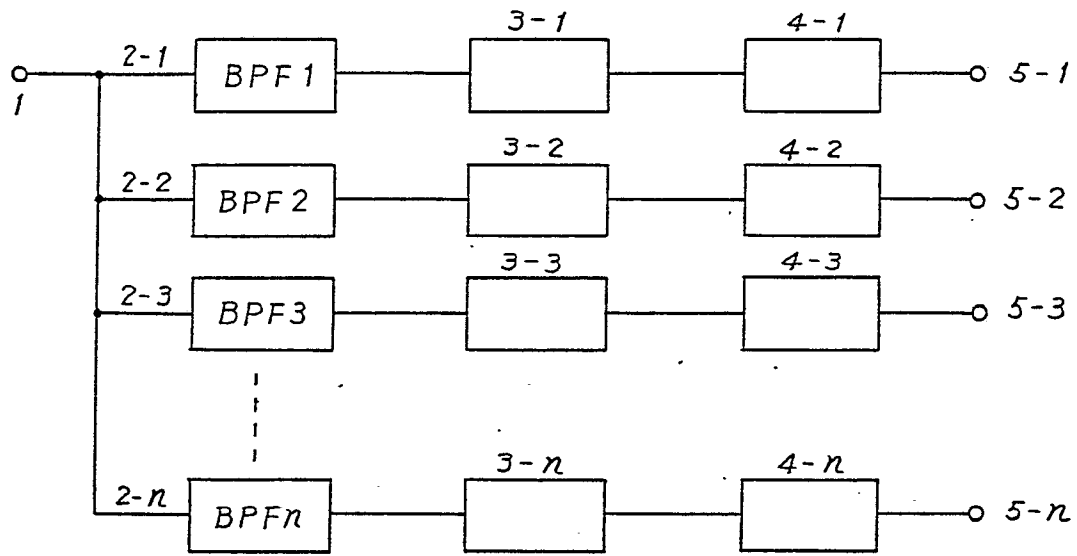 3-1 4-1
2-1 BPF1 5-1
1
3-2 4-2
2-2 BPF2 5-2
3-3 4-3
2-3 BPF3 5-3
3-n 4-n
2-n BPFn 5-n